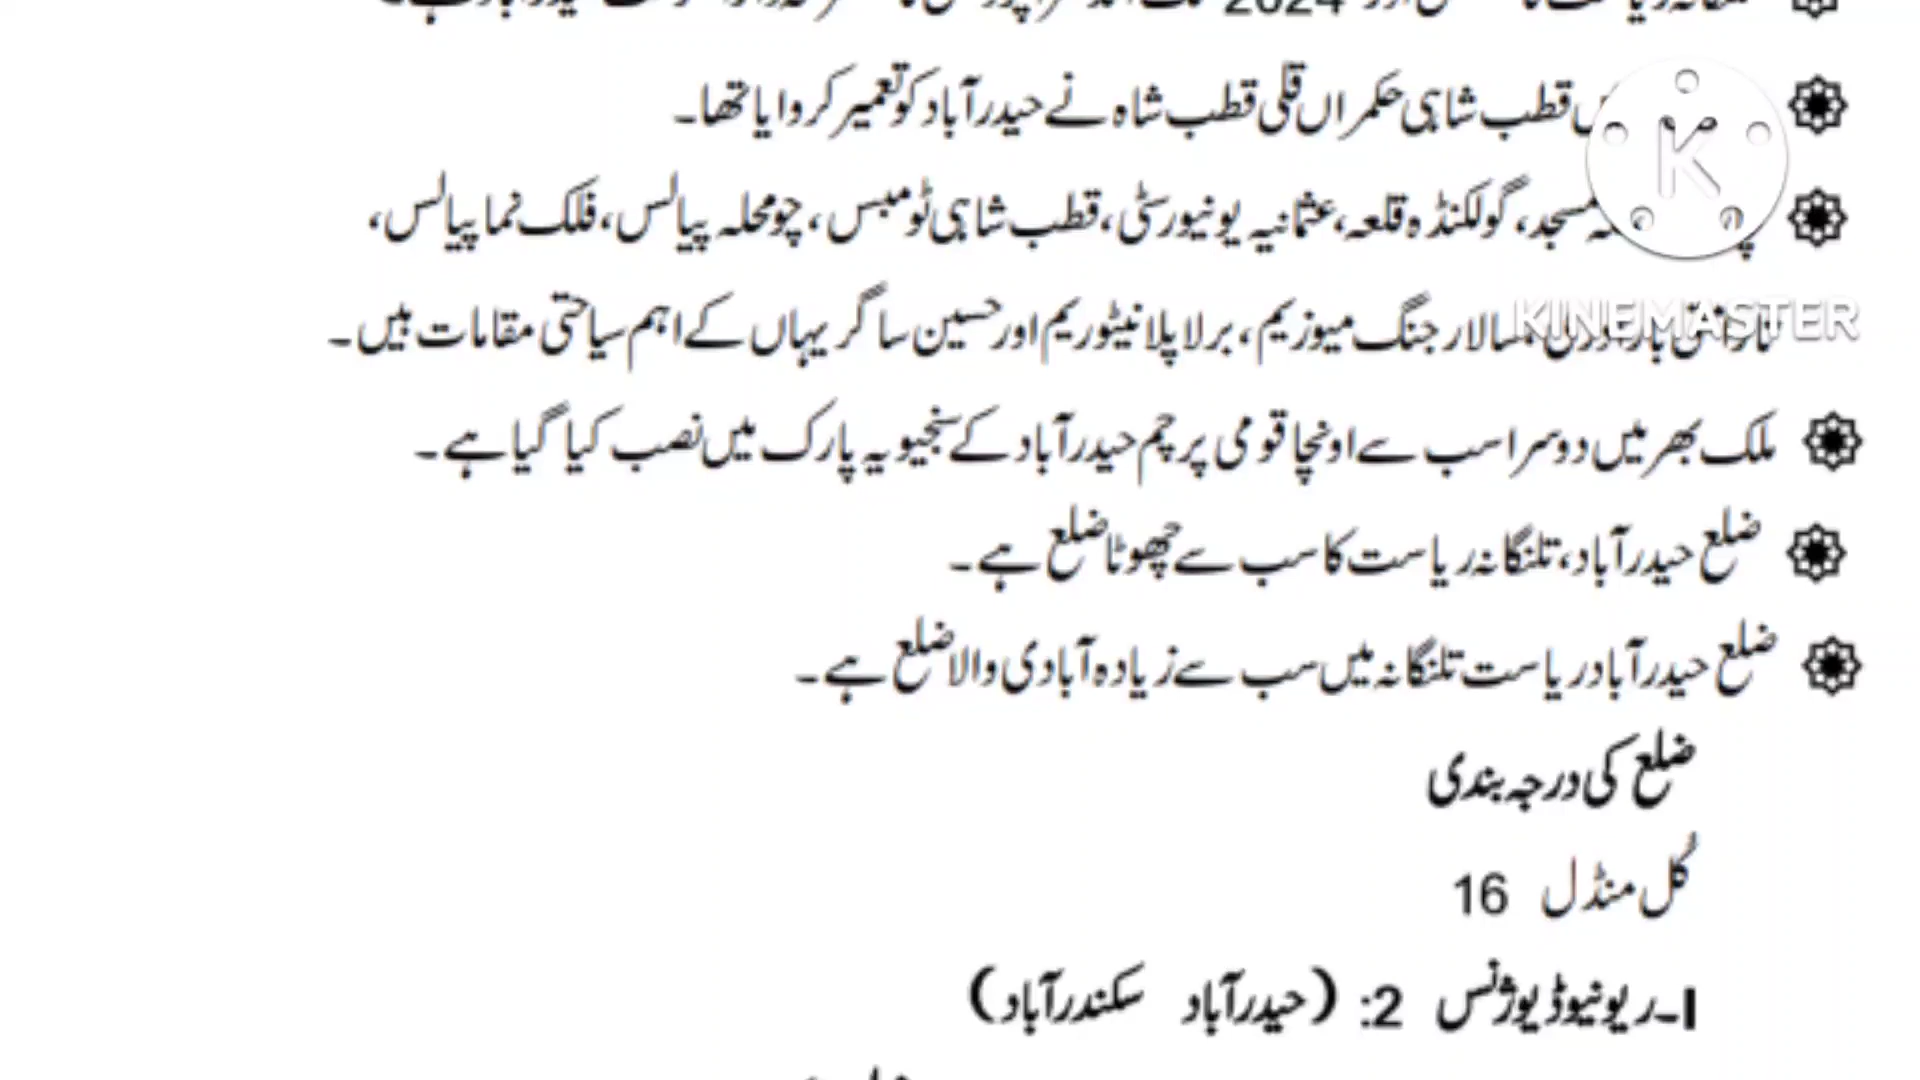 2024
قطب شاہی حکمراں قلی قطب شاہ نے حیدرآباد کو تعمیر کروایا تھا۔
مسجد، گولکنڈہ قلعہ، عثمانیہ یونیورسٹی، قطب شاہی ٹومبس، چومحلہ پیالس، فلک نما پیالس،
سالار جنگ میوزیم، برلا پلانیٹوریم اور حسین ساگر یہاں کے اہم سیاحتی مقامات ہیں۔
ملک بھر میں دوسرا سب سے اونچا قومی پرچم حیدرآباد کے سنجیویہ پارک میں نصب کیا گیا ہے۔
ضلع حیدرآباد، تلنگانہ ریاست کا سب سے چھوٹا ضلع ہے۔
ضلع حیدرآباد ریاست تلنگانہ میں سب سے زیادہ آبادی والا ضلع ہے۔
ضلع کی درجہ بندی
کُل منڈل 16
I۔ریونیو ڈیوژنس 2: (حیدرآباد سکندرآباد)
K
KINEMASTER